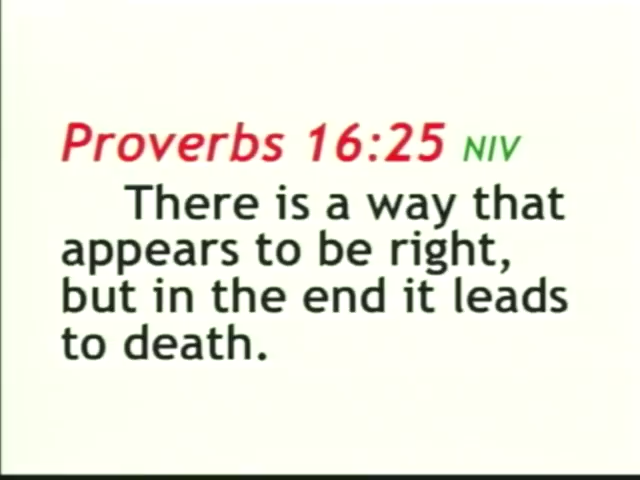 Proverbs 16:25 NIV
There is a way that
appears to be right,
but in the end it leads
to death.